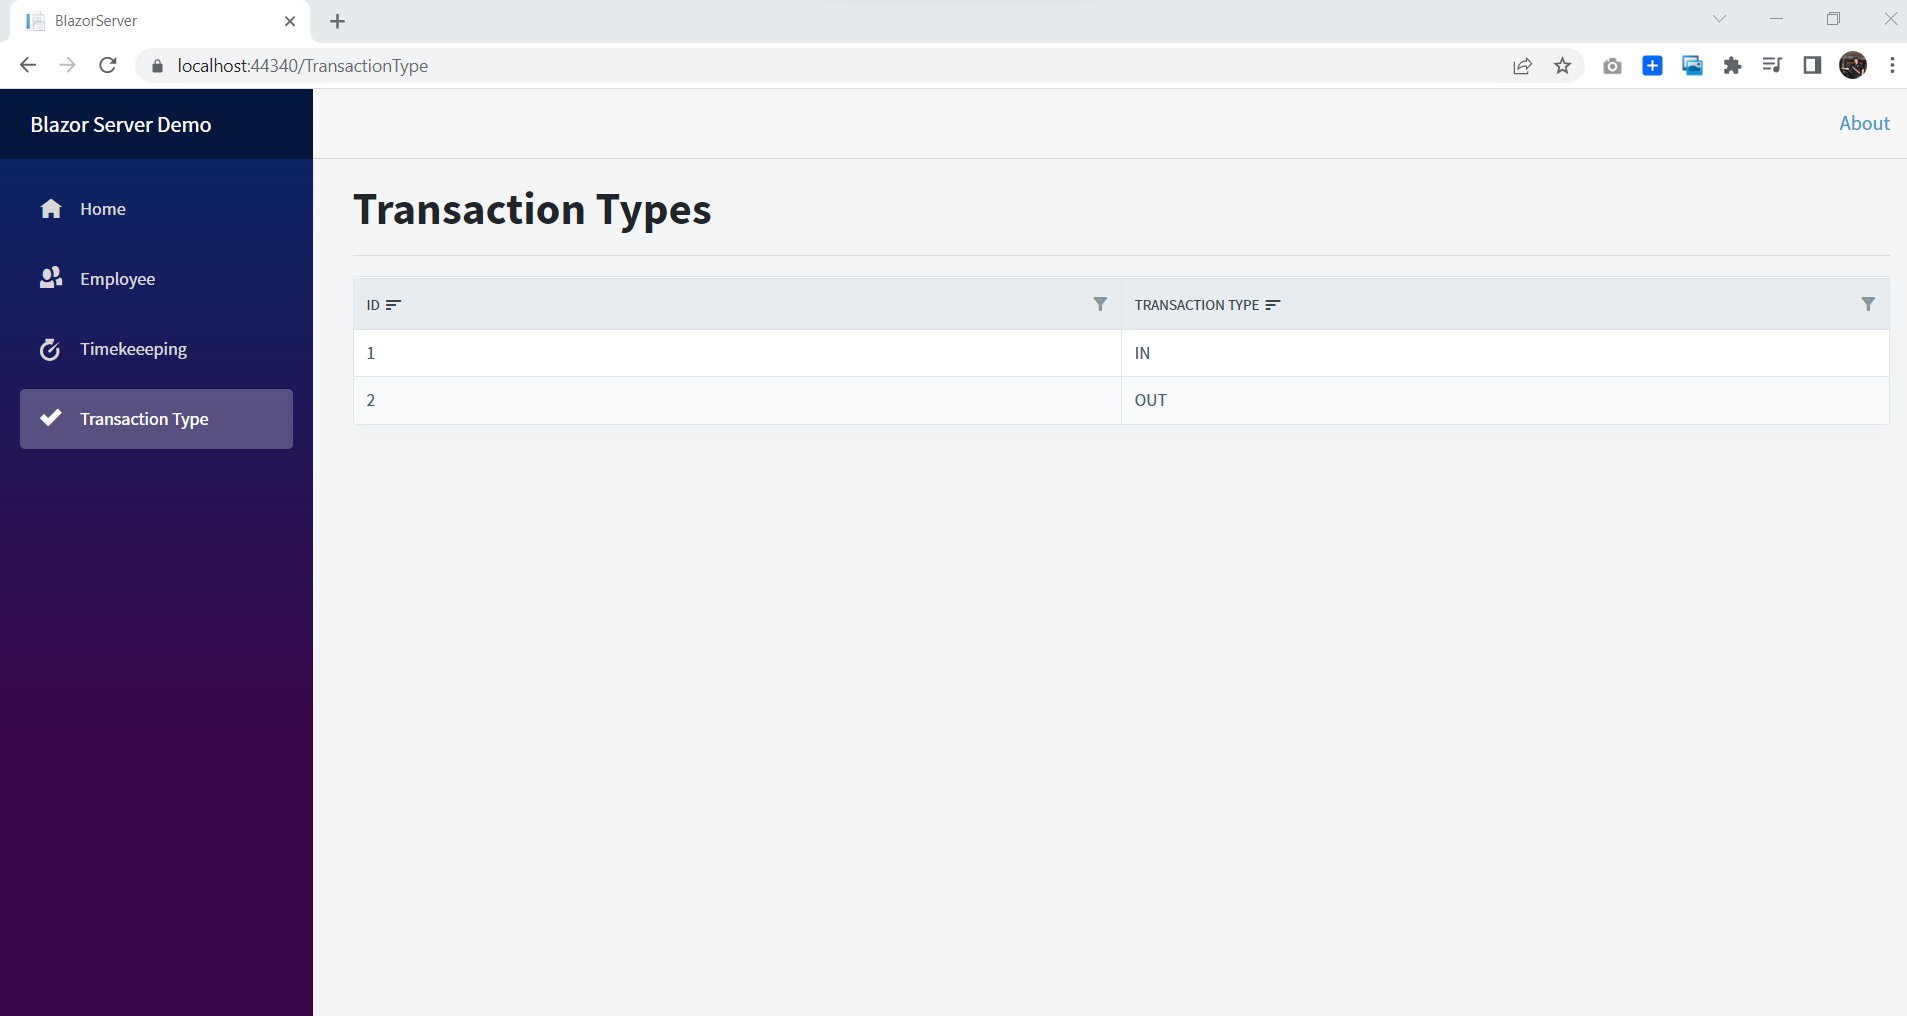 BlazorServer
localhost:44340/TransactionType
Blazor Server Demo
About
Home
Employee
Timekeeeping
Transaction Type
Transaction Types
ID TRANSACTION TYPE
1 IN
2 OUT